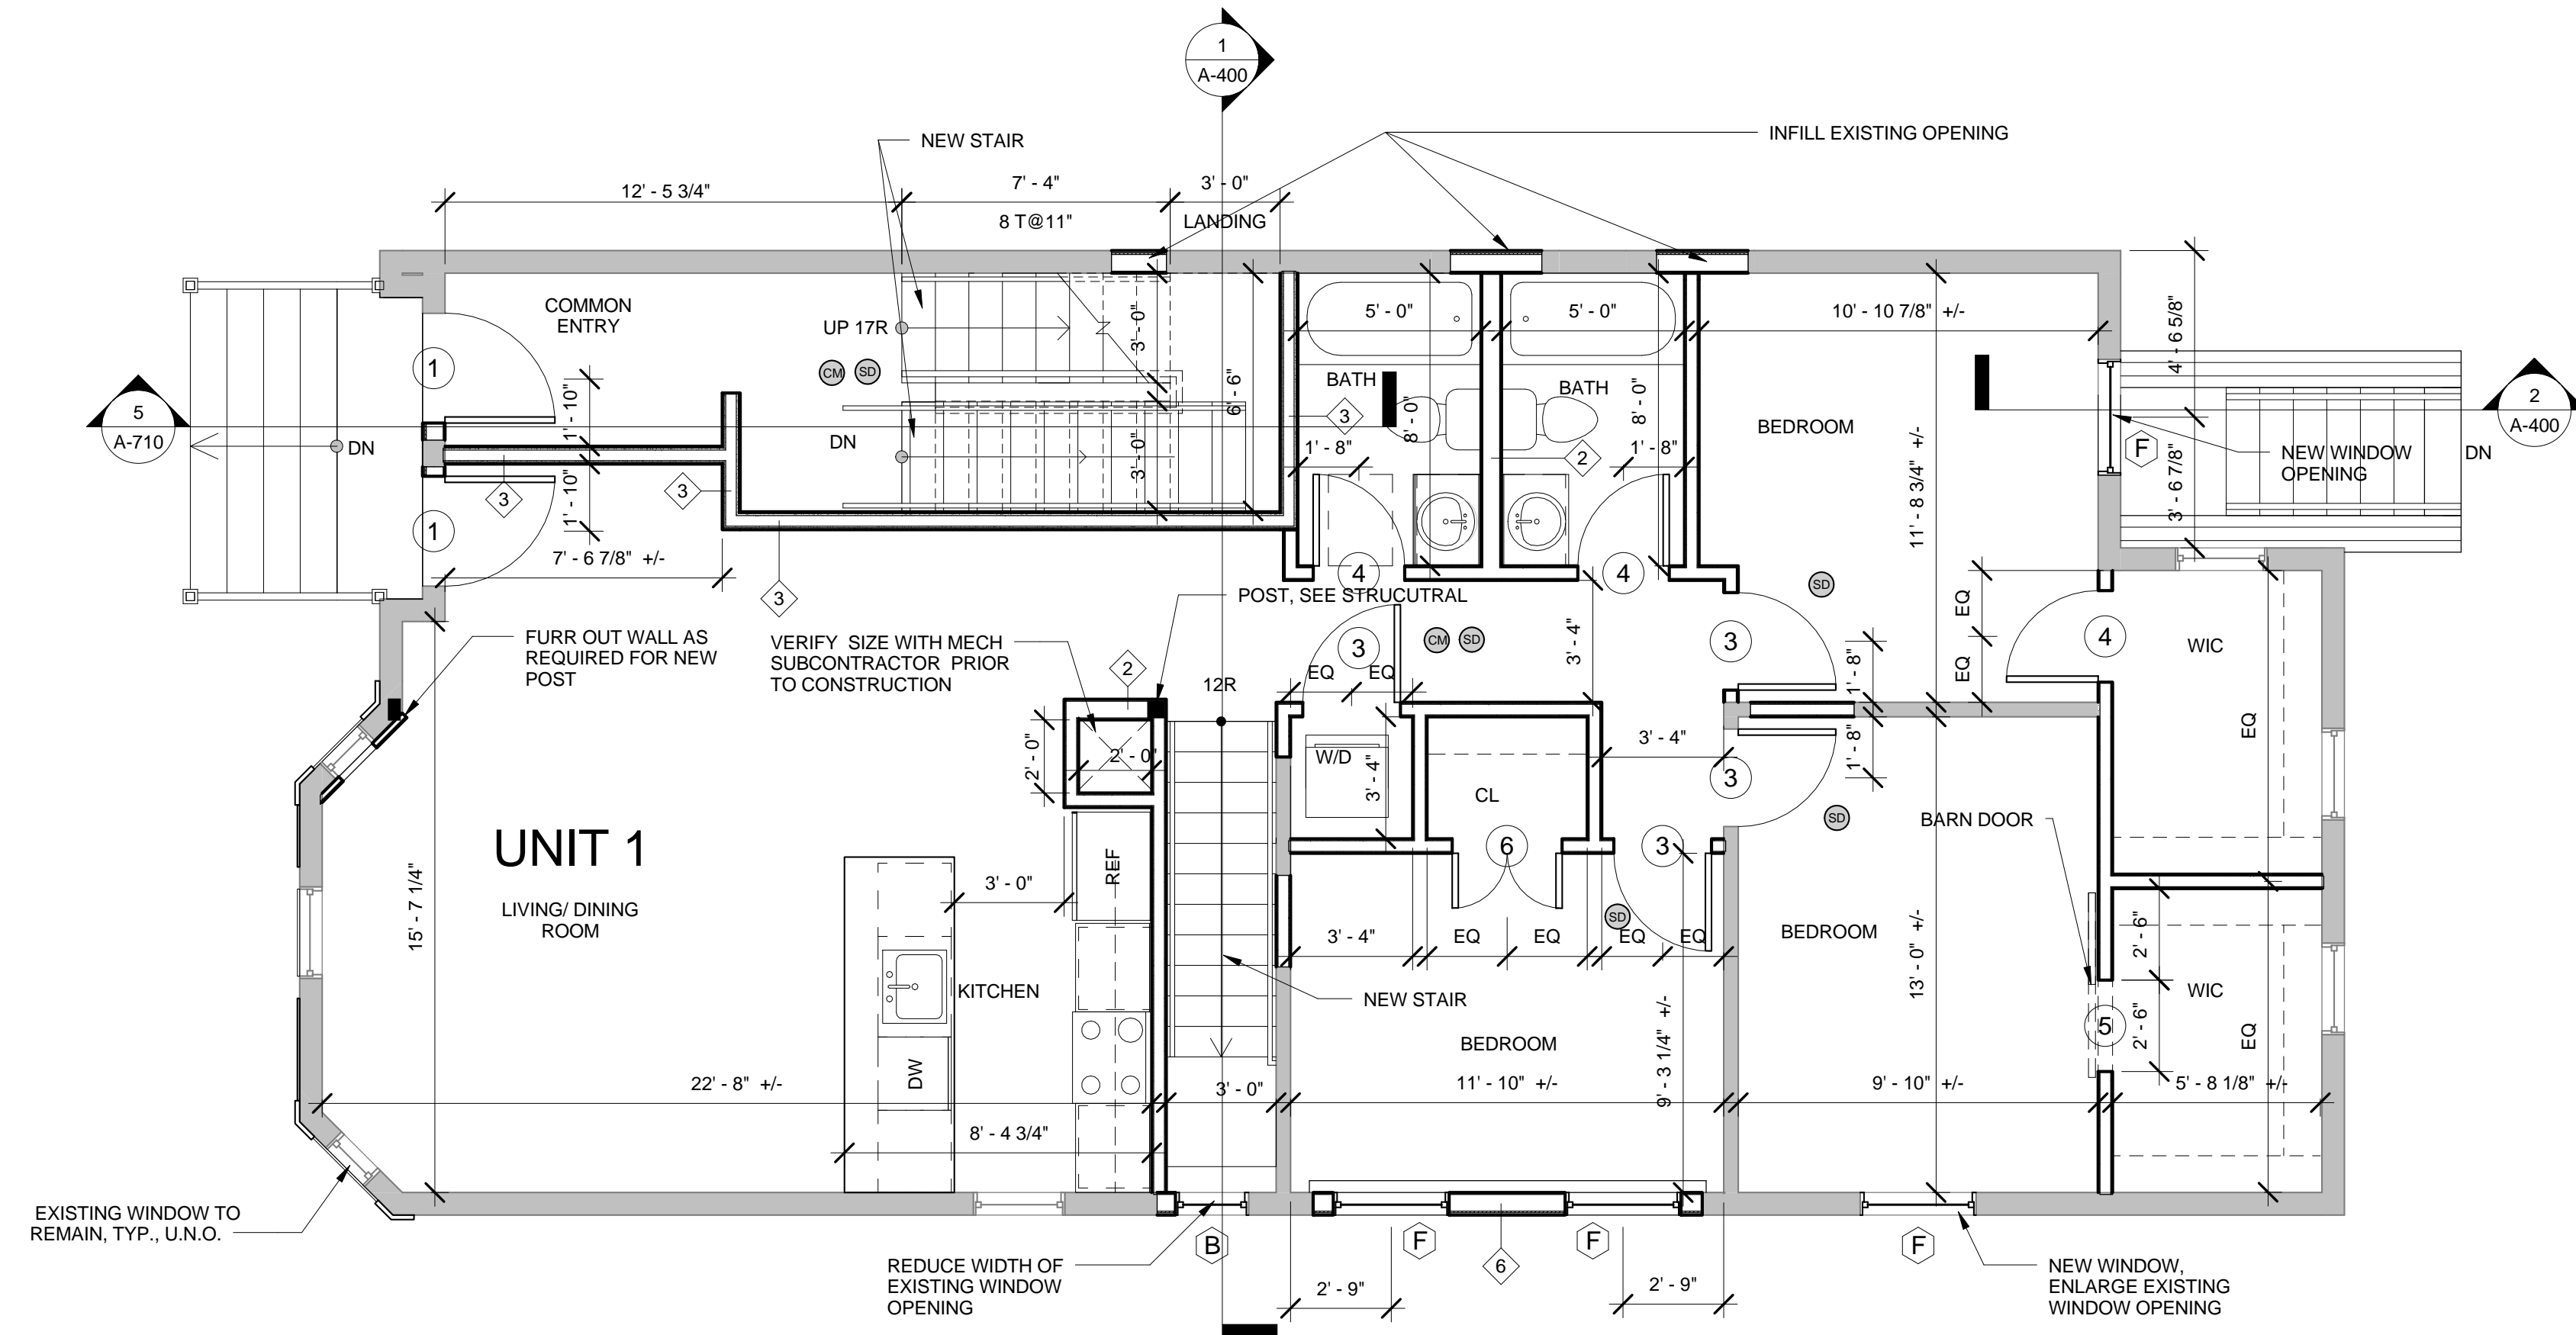 1
A-400
NEW STAIR
INFILL EXISTING OPENING
12' - 5 3/4"
7' - 4"
3' - 0"
8 T@11"
LANDING
COMMON
ENTRY
UP 17R
CM
SD
3' - 0"
6' - 6"
3' - 0"
DN
5' - 0"
5' - 0"
10' - 10 7/8" +/-
4' - 6 5/8"
3' - 6 7/8"
BATH
BATH
8' - 0"
8' - 0"
3
2
1' - 8"
1' - 8"
BEDROOM
11' - 8 3/4" +/-
5
A-710
DN
1
1
1' - 10"
1' - 10"
3
3
3
7' - 6 7/8" +/-
2
A-400
F
NEW WINDOW
OPENING
DN
4
4
POST, SEE STRUCUTRAL
FURR OUT WALL AS
REQUIRED FOR NEW
POST
VERIFY SIZE WITH MECH
SUBCONTRACTOR PRIOR
TO CONSTRUCTION
2
12R
3
CM
SD
3' - 4"
EQ
EQ
3
SD
1' - 8"
EQ
EQ
4
WIC
EQ
2' - 0"
2' - 0"
W/D
3' - 4"
CL
3' - 4"
3
1' - 8"
SD
BARN DOOR
UNIT 1
LIVING/ DINING
ROOM
15' - 7 1/4"
3' - 0"
REF
6
3
SD
3' - 4"
EQ
EQ
EQ
EQ
BEDROOM
13' - 0" +/-
2' - 6"
2' - 6"
5
WIC
EQ
KITCHEN
DW
NEW STAIR
BEDROOM
9' - 3 1/4" +/-
22' - 8" +/-
3' - 0"
11' - 10" +/-
9' - 10" +/-
5' - 8 1/8" +/-
8' - 4 3/4"
EXISTING WINDOW TO
REMAIN, TYP., U.N.O.
REDUCE WIDTH OF
EXISTING WINDOW
OPENING
B
F
F
6
F
2' - 9"
2' - 9"
NEW WINDOW,
ENLARGE EXISTING
WINDOW OPENING